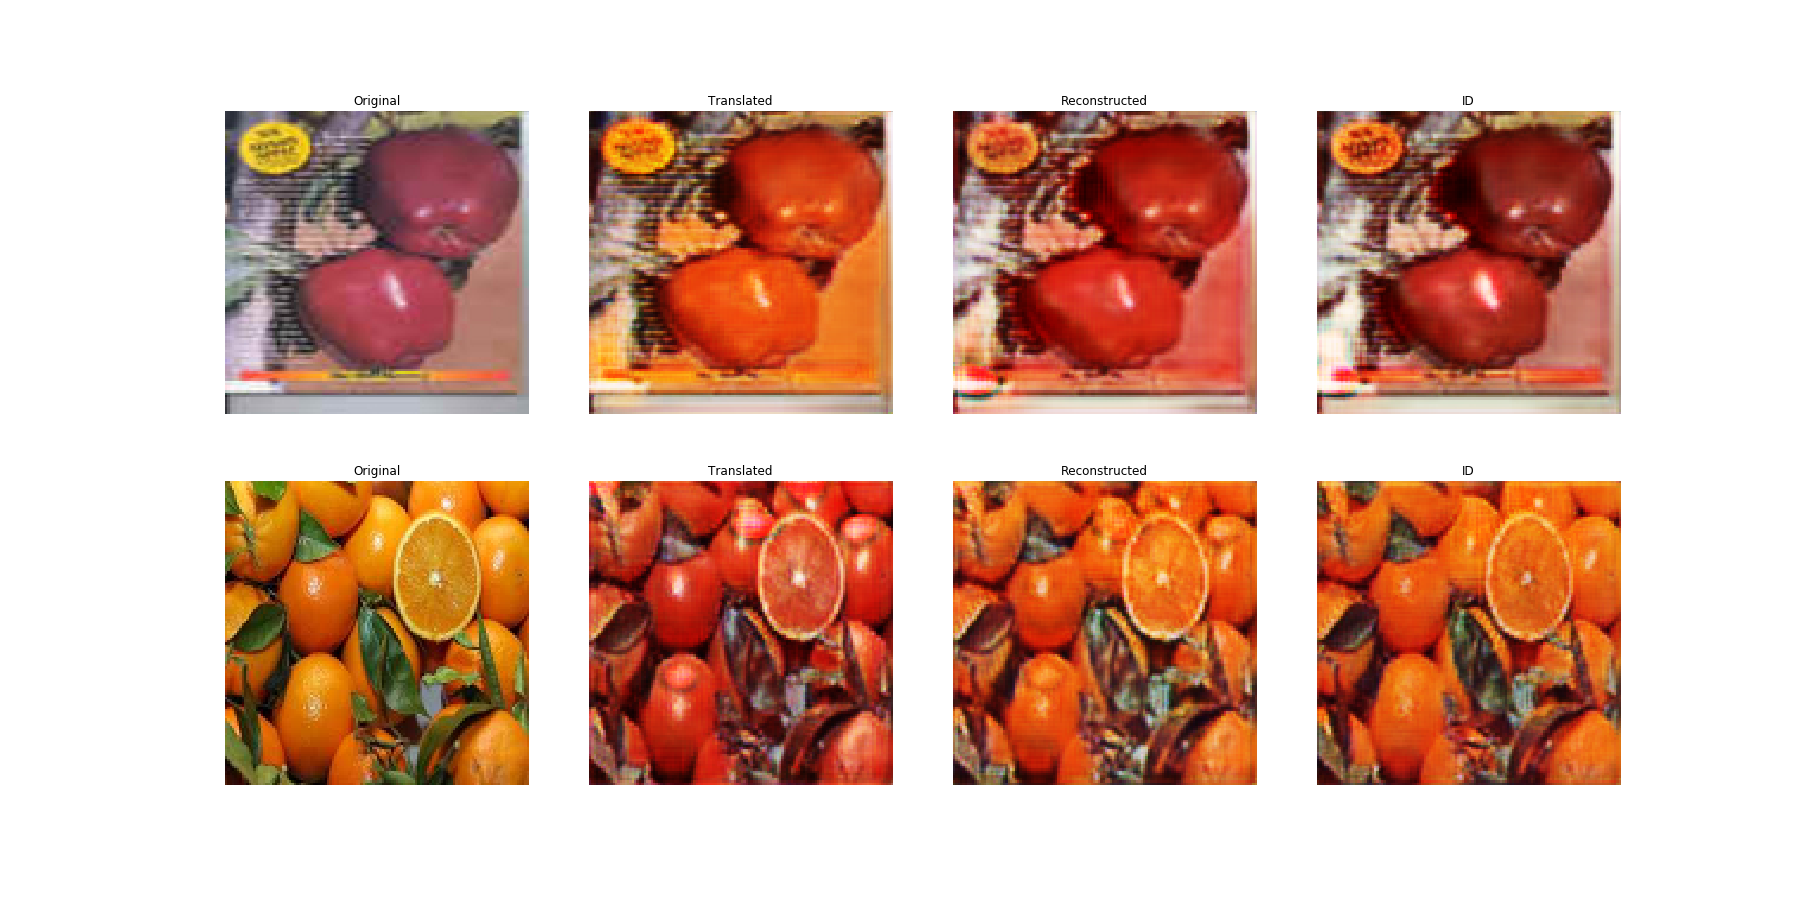 Original
Translated
Reconstructed
ID
Original
Translated
Reconstructed
ID